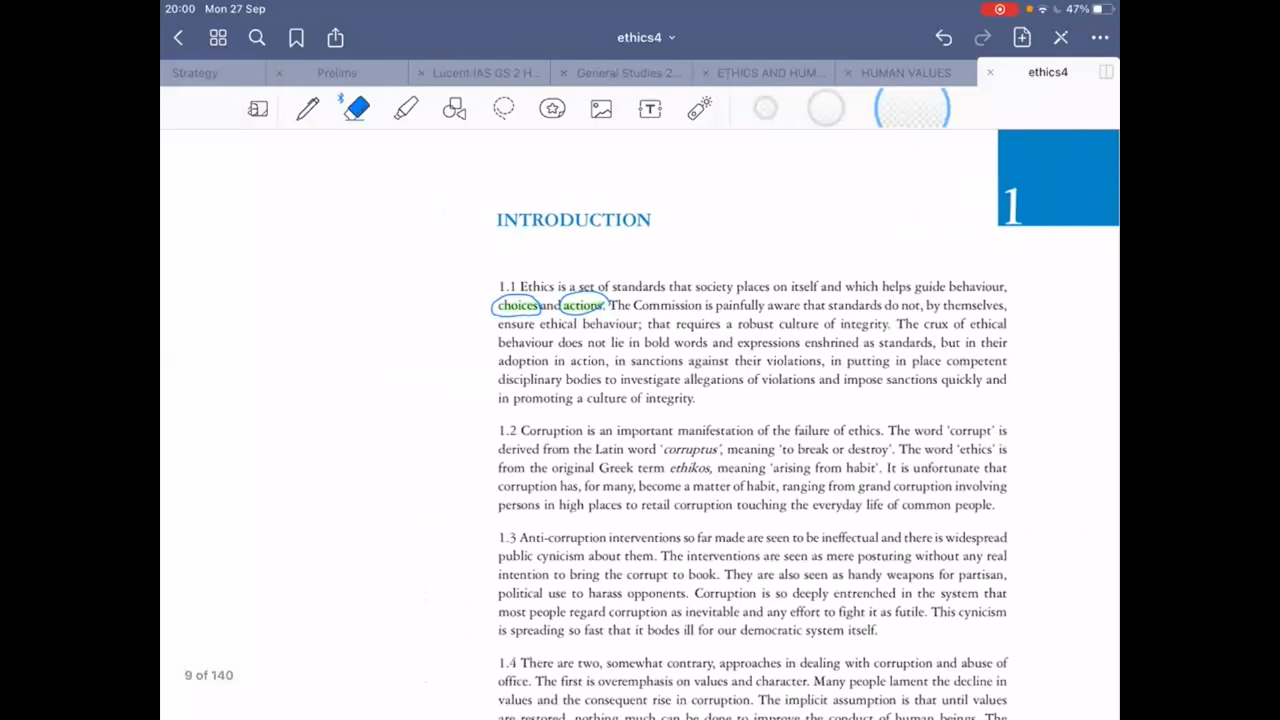 20:00 Mon 27 Sep
47%
ethics4
Strategy
Prelims
Lucent IAS GS 2 H...
General Studies 2...
ETHICS AND HUM...
HUMAN VALUES
ethics4
1
INTRODUCTION
1.1 Ethics is a set of standards that society places on itself and which helps guide behaviour,
choices and actions. The Commission is painfully aware that standards do not, by themselves,
ensure ethical behaviour; that requires a robust culture of integrity. The crux of ethical
behaviour does not lie in bold words and expressions enshrined as standards, but in their
adoption in action, in sanctions against their violations, in putting in place competent
disciplinary bodies to investigate allegations of violations and impose sanctions quickly and
in promoting a culture of integrity.
1.2 Corruption is an important manifestation of the failure of ethics. The word ‘corrupt’ is
derived from the Latin word ‘corruptus’, meaning ‘to break or destroy’. The word ‘ethics’ is
from the original Greek term ethikos, meaning ‘arising from habit’. It is unfortunate that
corruption has, for many, become a matter of habit, ranging from grand corruption involving
persons in high places to retail corruption touching the everyday life of common people.
1.3 Anti-corruption interventions so far made are seen to be ineffectual and there is widespread
public cynicism about them. The interventions are seen as mere posturing without any real
intention to bring the corrupt to book. They are also seen as handy weapons for partisan,
political use to harass opponents. Corruption is so deeply entrenched in the system that
most people regard corruption as inevitable and any effort to fight it as futile. This cynicism
is spreading so fast that it bodes ill for our democratic system itself.
9 of 140
1.4 There are two, somewhat contrary, approaches in dealing with corruption and abuse of
office. The first is overemphasis on values and character. Many people lament the decline in
values and the consequent rise in corruption. The implicit assumption is that until values
are restored, nothing much can be done to improve the conduct of human beings. The